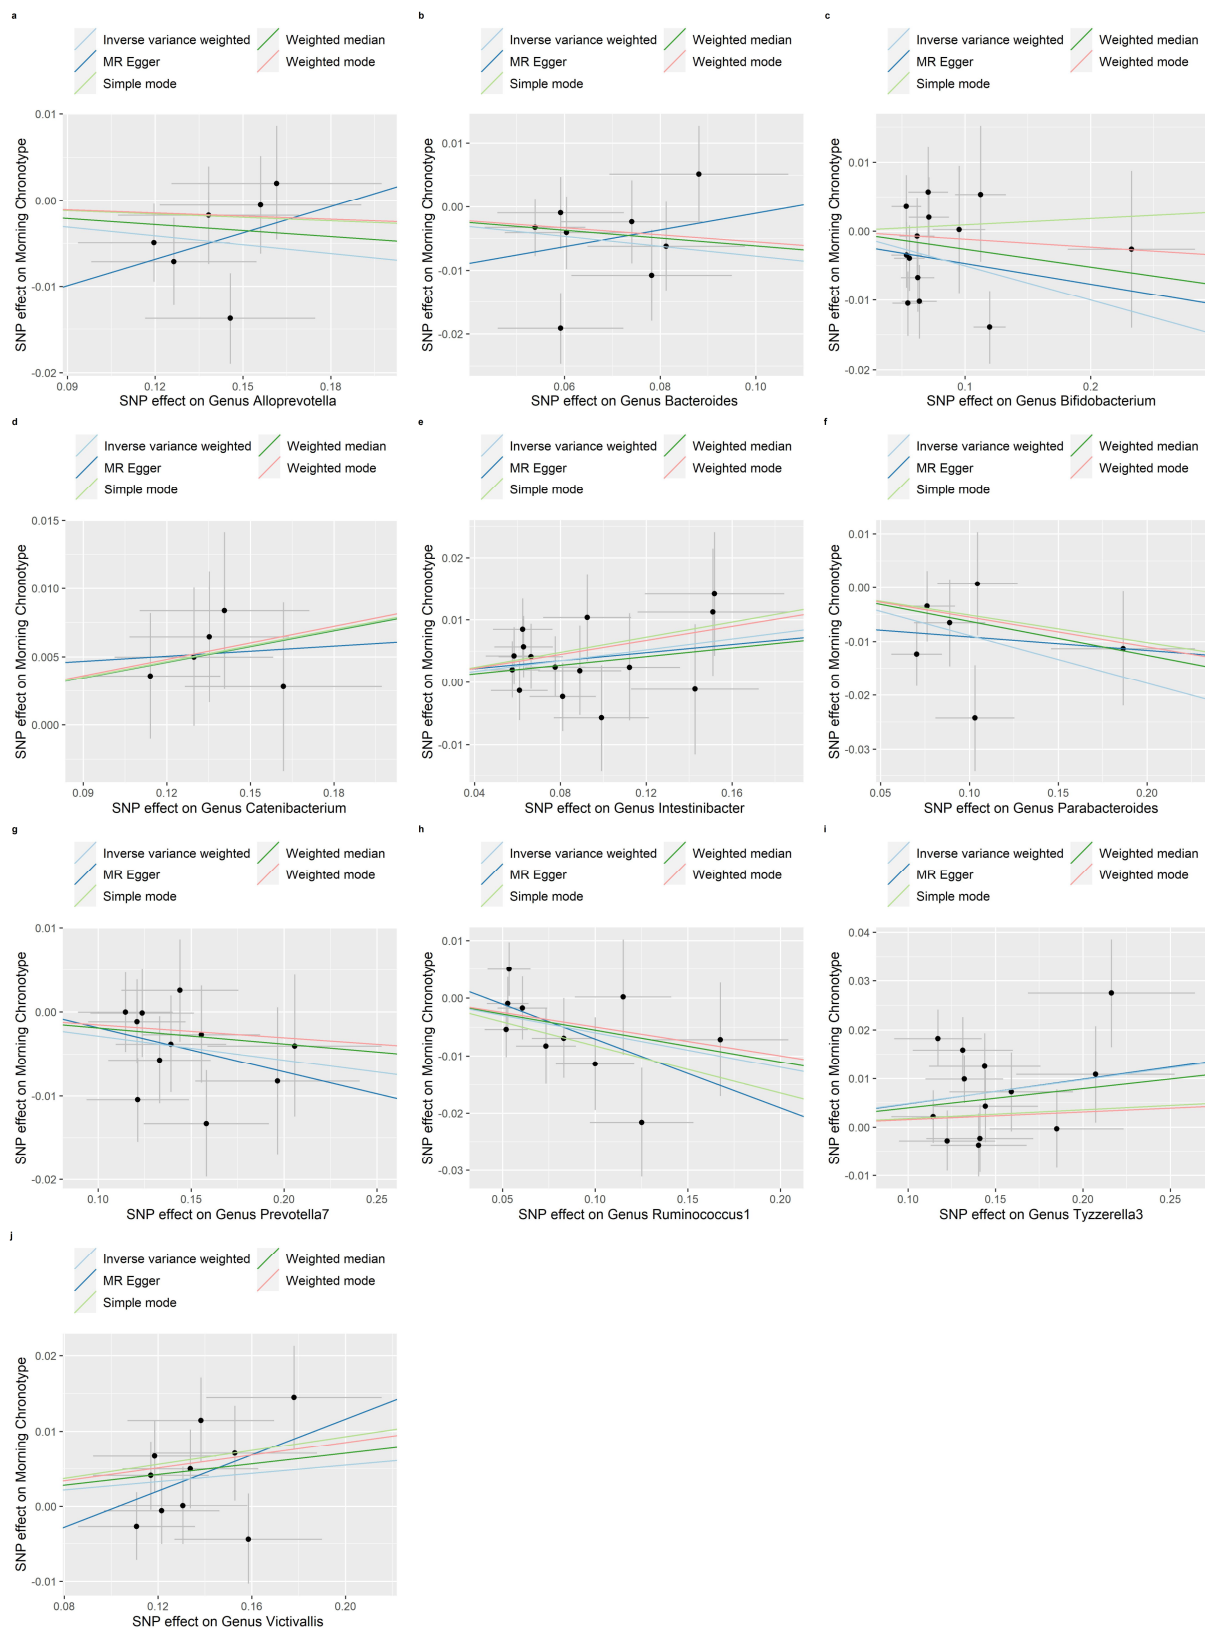 a
Inverse variance weighted
Weighted median
MR Egger
Weighted mode
Simple mode
SNP effect on Morning Chronotype
0.01
0.00
-0.01
-0.02
0.09
0.12
0.15
0.18
SNP effect on Genus Alloprevotella
b
Inverse variance weighted
Weighted median
MR Egger
Weighted mode
Simple mode
SNP effect on Morning Chronotype
0.01
0.00
-0.01
-0.02
0.06
0.08
0.10
SNP effect on Genus Bacteroides
c
Inverse variance weighted
Weighted median
MR Egger
Weighted mode
Simple mode
SNP effect on Morning Chronotype
0.01
0.00
-0.01
-0.02
0.1
0.2
SNP effect on Genus Bifidobacterium
d
Inverse variance weighted
Weighted median
MR Egger
Weighted mode
Simple mode
SNP effect on Morning Chronotype
0.015
0.010
0.005
0.000
0.09
0.12
0.15
0.18
SNP effect on Genus Catenibacterium
e
Inverse variance weighted
Weighted median
MR Egger
Weighted mode
Simple mode
SNP effect on Morning Chronotype
0.02
0.01
0.00
-0.01
0.04
0.08
0.12
0.16
SNP effect on Genus Intestinibacter
f
Inverse variance weighted
Weighted median
MR Egger
Weighted mode
Simple mode
SNP effect on Morning Chronotype
0.01
0.00
-0.01
-0.02
-0.03
0.05
0.10
0.15
0.20
SNP effect on Genus Parabacteroides
g
Inverse variance weighted
Weighted median
MR Egger
Weighted mode
Simple mode
SNP effect on Morning Chronotype
0.01
0.00
-0.01
-0.02
0.10
0.15
0.20
0.25
SNP effect on Genus Prevotella7
h
Inverse variance weighted
Weighted median
MR Egger
Weighted mode
Simple mode
SNP effect on Morning Chronotype
0.01
0.00
-0.01
-0.02
-0.03
0.05
0.10
0.15
0.20
SNP effect on Genus Ruminococcus1
i
Inverse variance weighted
Weighted median
MR Egger
Weighted mode
Simple mode
SNP effect on Morning Chronotype
0.04
0.03
0.02
0.01
0.00
-0.01
0.10
0.15
0.20
0.25
SNP effect on Genus Tyzzerella3
j
Inverse variance weighted
Weighted median
MR Egger
Weighted mode
Simple mode
SNP effect on Morning Chronotype
0.02
0.01
0.00
-0.01
0.08
0.12
0.16
0.20
SNP effect on Genus Victivallis